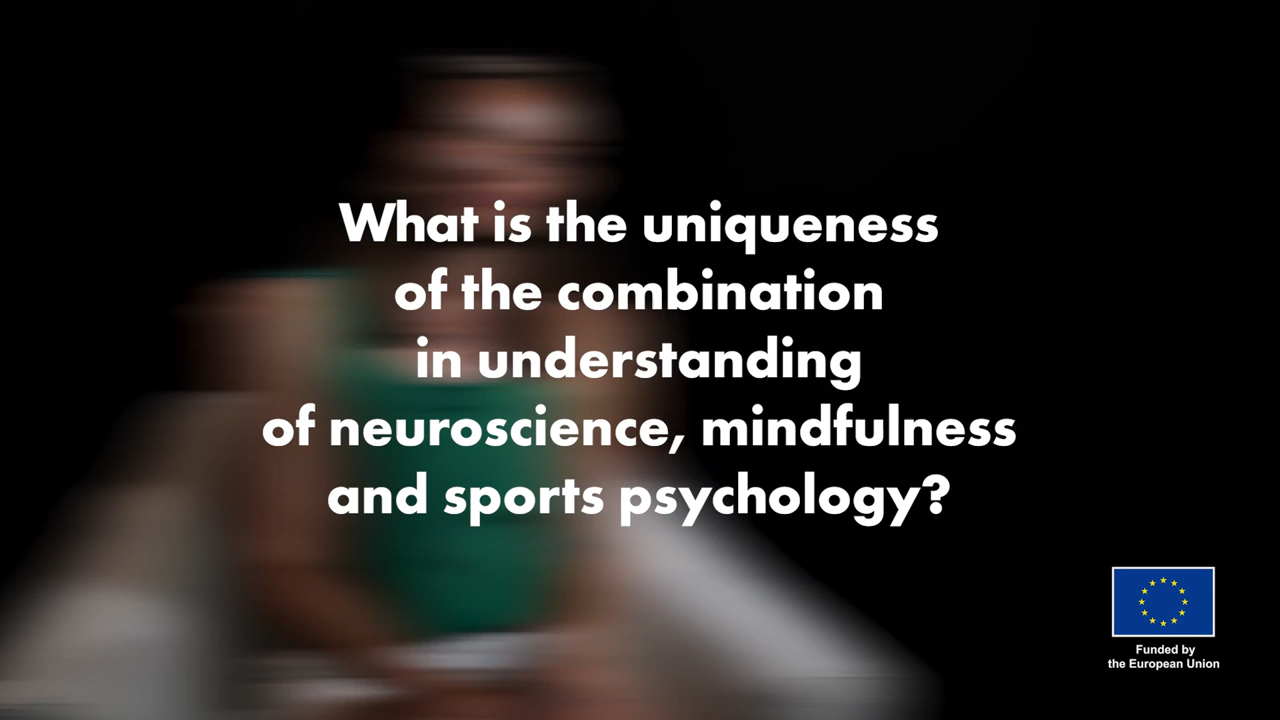 What is the uniqueness
of the combination
in understanding
of neuroscience, mindfulness
and sports psychology?
Funded by
the European Union